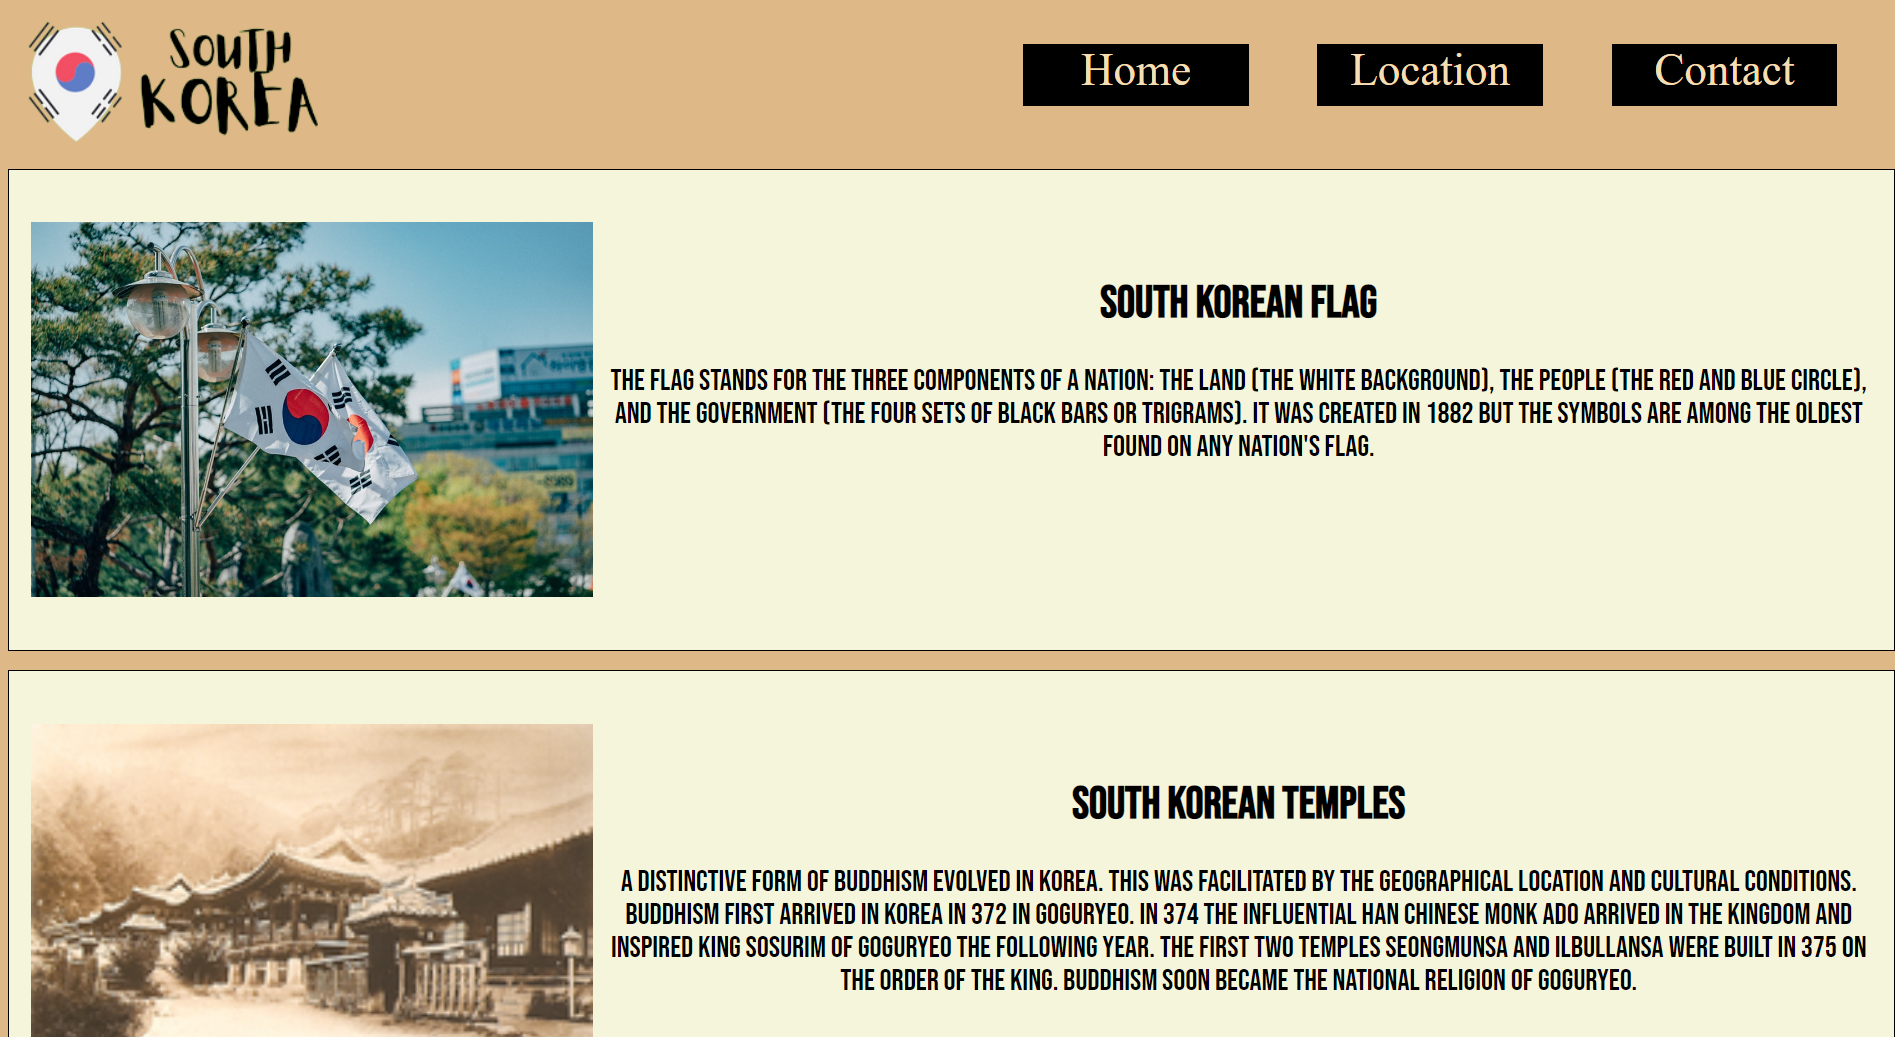 SOUTH
KOREA
Home
Location
Contact
SOUTH KOREAN FLAG
THE FLAG STANDS FOR THE THREE COMPONENTS OF A NATION: THE LAND (THE WHITE BACKGROUND), THE PEOPLE (THE RED AND BLUE CIRCLE),
AND THE GOVERNMENT (THE FOUR SETS OF BLACK BARS OR TRIGRAMS). IT WAS CREATED IN 1882 BUT THE SYMBOLS ARE AMONG THE OLDEST
FOUND ON ANY NATION'S FLAG.
SOUTH KOREAN TEMPLES
A DISTINCTIVE FORM OF BUDDHISM EVOLVED IN KOREA. THIS WAS FACILITATED BY THE GEOGRAPHICAL LOCATION AND CULTURAL CONDITIONS.
BUDDHISM FIRST ARRIVED IN KOREA IN 372 IN GOGURYEO. IN 374 THE INFLUENTIAL HAN CHINESE MONK ADO ARRIVED IN THE KINGDOM AND
INSPIRED KING SOSURIM OF GOGURYEO THE FOLLOWING YEAR. THE FIRST TWO TEMPLES SEONGMUNSA AND ILBULLANSA WERE BUILT IN 375 ON
THE ORDER OF THE KING. BUDDHISM SOON BECAME THE NATIONAL RELIGION OF GOGURYEO.